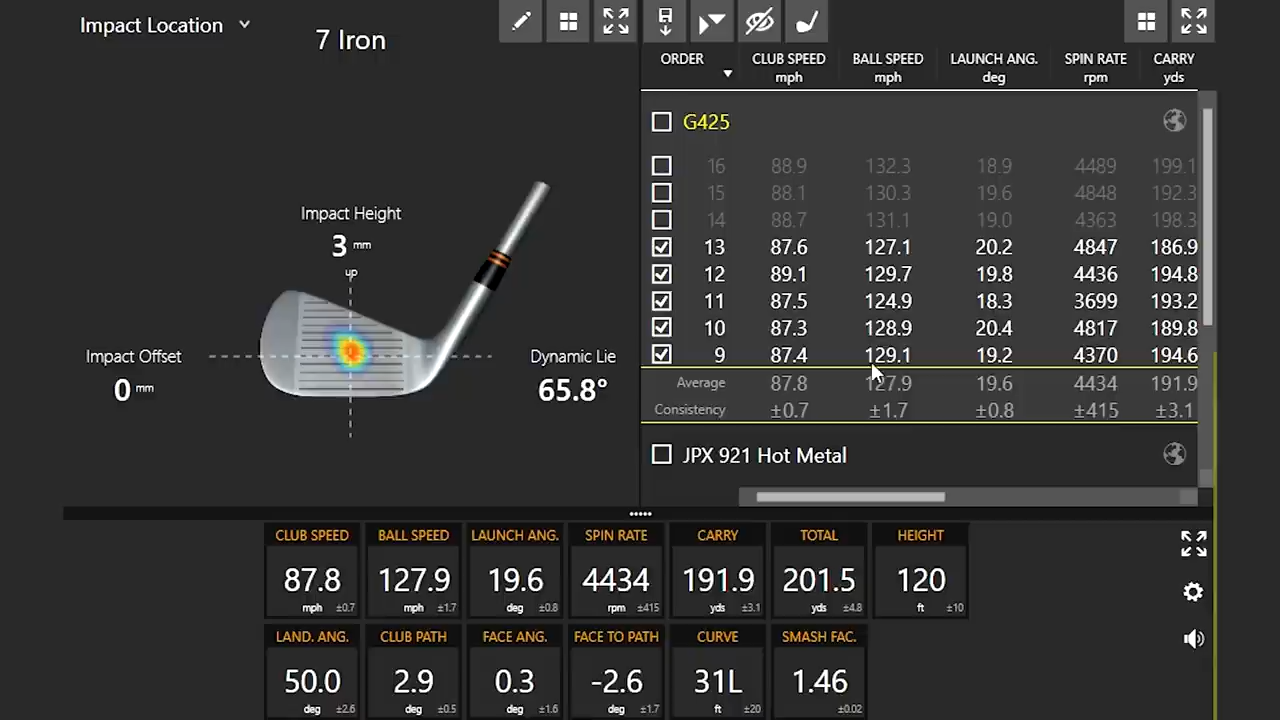 Impact Location
7 Iron
Impact Height
3 mm
up
Impact Offset
0 mm
Dynamic Lie
65.8°
ORDER CLUB SPEED BALL SPEED LAUNCH ANG. SPIN RATE CARRY
mph mph deg rpm yds
G425
16 88.9 132.3 18.9 4489 199.1
15 88.1 130.3 19.6 4848 192.3
14 88.7 131.1 19.0 4363 198.3
13 87.6 127.1 20.2 4847 186.9
12 89.1 129.7 19.8 4436 194.8
11 87.5 124.9 18.3 3699 193.2
10 87.3 128.9 20.4 4817 189.8
9 87.4 129.1 19.2 4370 194.6
Average 87.8 127.9 19.6 4434 191.9
Consistency ±0.7 ±1.7 ±0.8 ±415 ±3.1
JPX 921 Hot Metal
CLUB SPEED BALL SPEED LAUNCH ANG. SPIN RATE CARRY TOTAL HEIGHT
87.8 127.9 19.6 4434 191.9 201.5 120
mph ±0.7 mph ±1.7 deg ±0.8 rpm ±415 yds ±3.1 yds ±4.8 ft ±10
LAND. ANG. CLUB PATH FACE ANG. FACE TO PATH CURVE SMASH FAC.
50.0 2.9 0.3 -2.6 31L 1.46
deg ±2.6 deg ±0.5 deg ±1.6 deg ±1.7 ft ±20 ±0.02